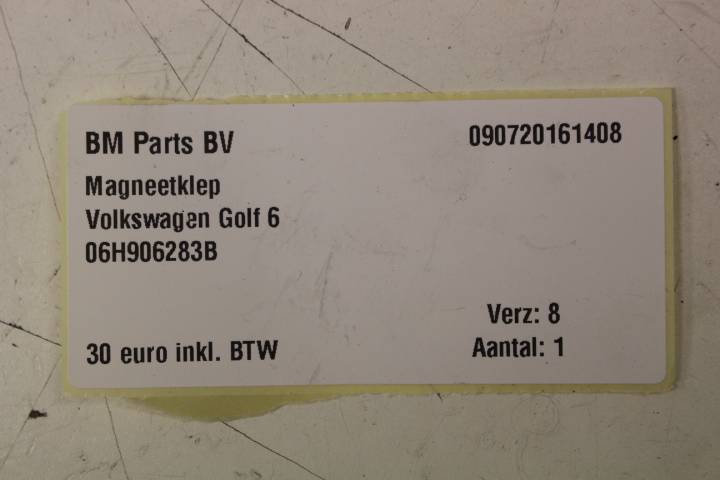 BM Parts BV 090720161408
Magneetklep
Volkswagen Golf 6
06H906283B
Verz: 8
30 euro inkl. BTW Aantal: 1